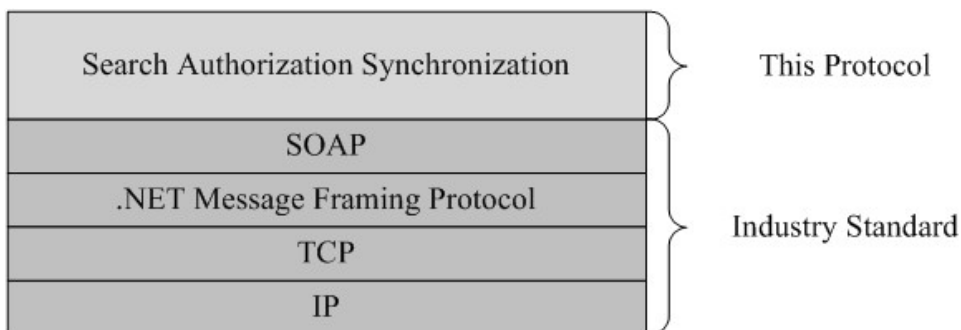 Search Authorization Synchronization
This Protocol
SOAP
.NET Message Framing Protocol
TCP
IP
Industry Standard